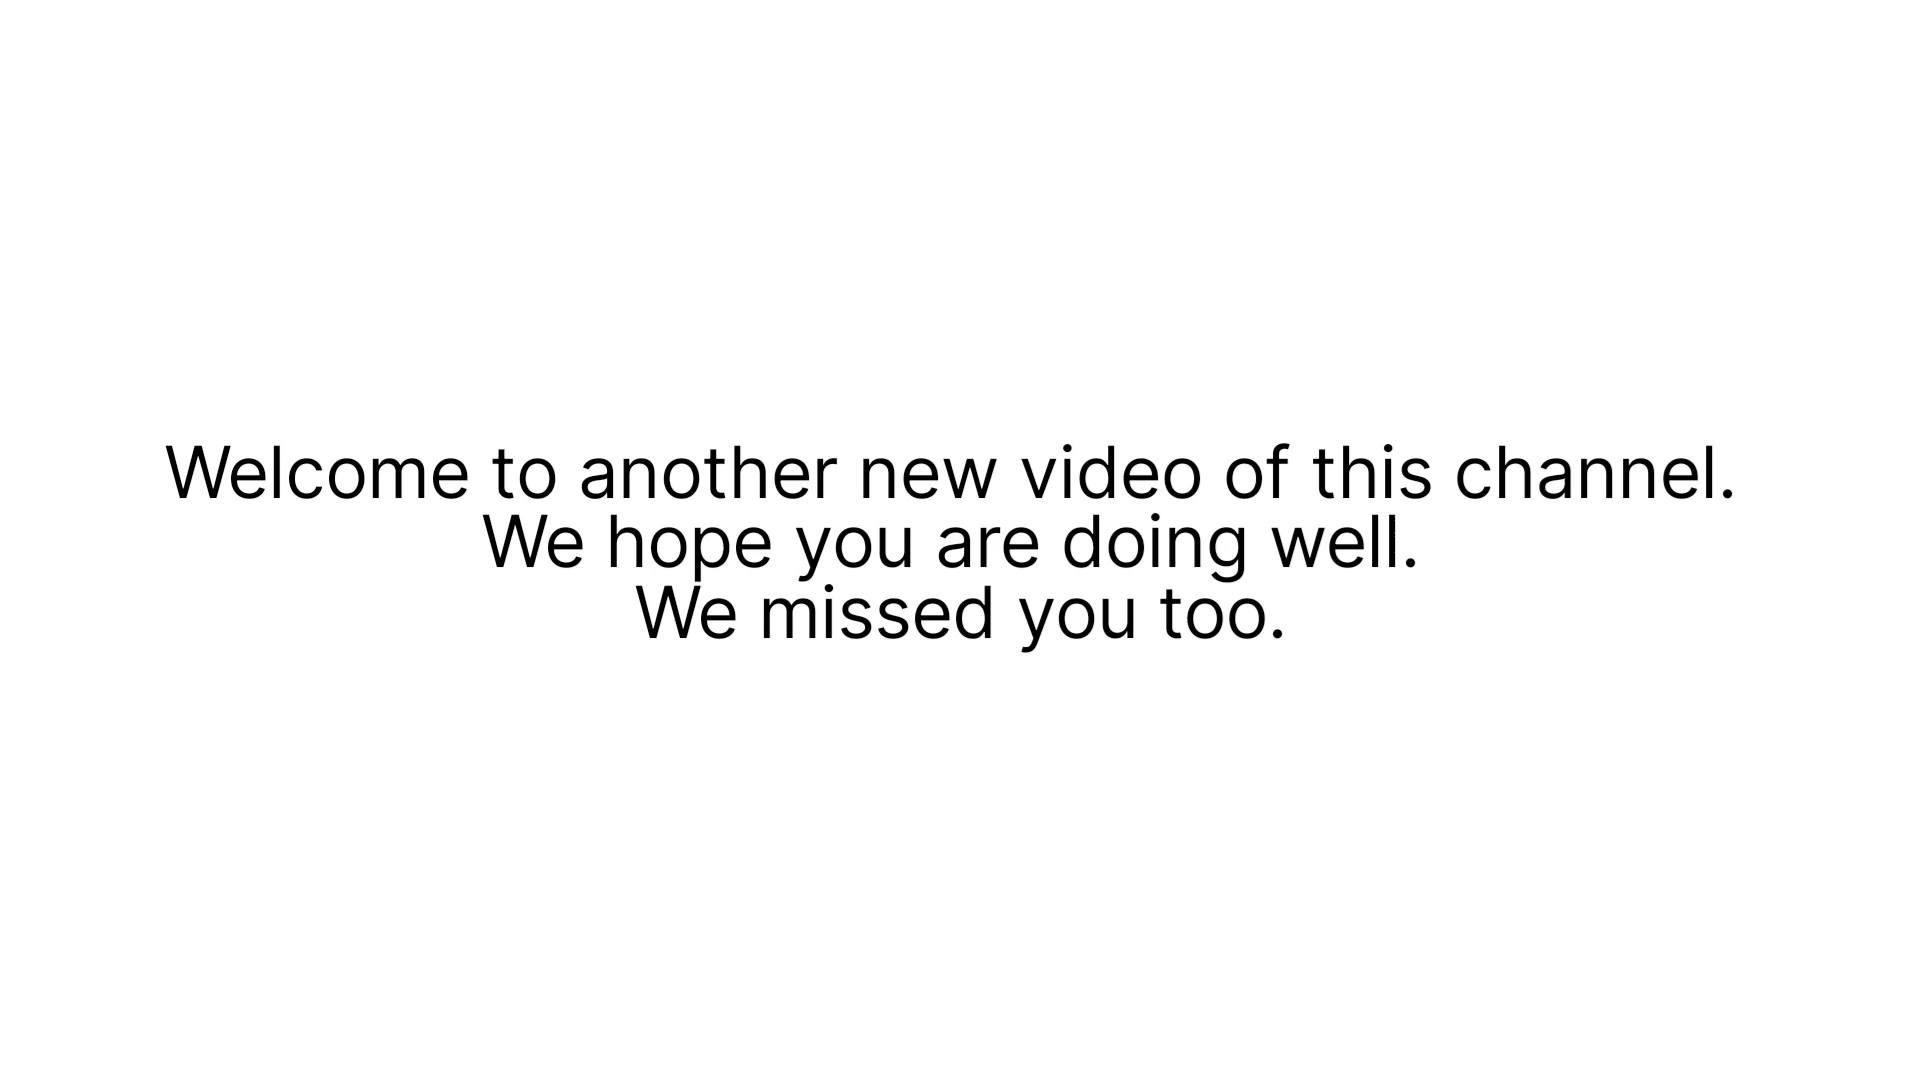 Welcome to another new video of this channel.
We hope you are doing well.
We missed you too.